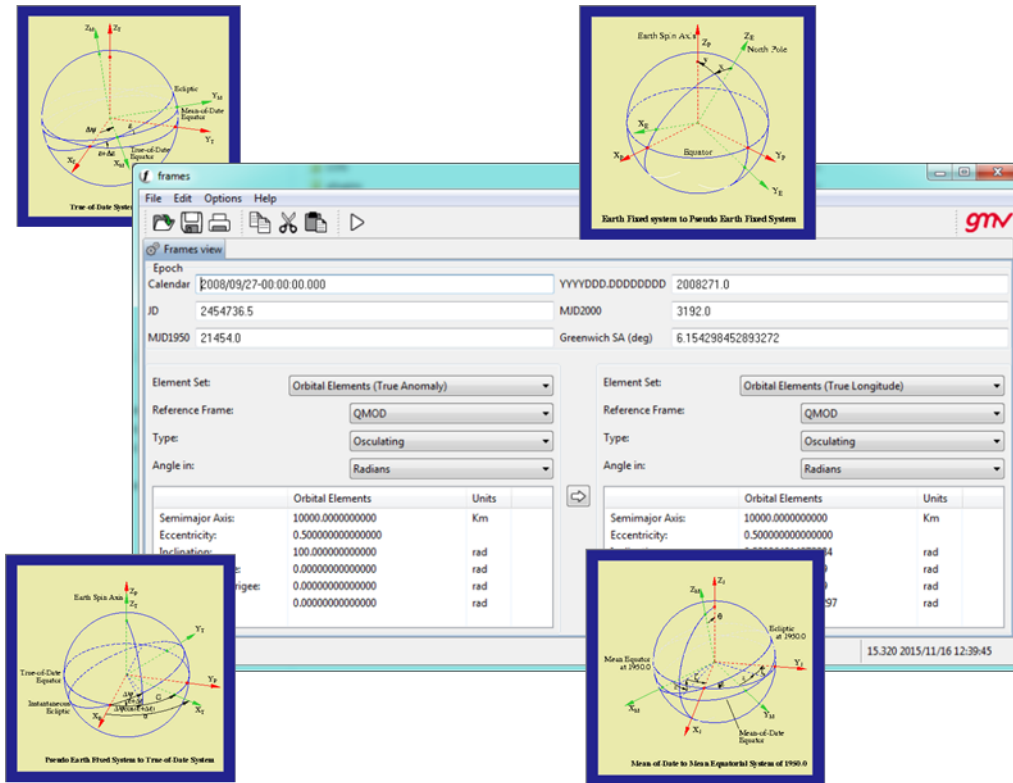 Z_M
Z_T
Ecliptic
Y_M
Mean-of-Date
Equator
Δψ
ε
Y_T
ε+Δε
True-of-Date
Equator
X_T
X_M
True-of-Date System
Earth Spin Axis
Z_P
Z_E
North Pole
y
x
X_E
Equator
X_P
Y_P
Y_E
Earth Fixed system to Pseudo Earth Fixed System
frames
File Edit Options Help
gmv
Frames view
Epoch
Calendar 2008/09/27-00:00:00.000 YYYYDDD.DDDDDDDD 2008271.0
JD 2454736.5 MJD2000 3192.0
MJD1950 21454.0 Greenwich SA (deg) 6.154298452893272
Element Set: Orbital Elements (True Anomaly) Element Set: Orbital Elements (True Longitude)
Reference Frame: QMOD Reference Frame: QMOD
Type: Osculating Type: Osculating
Angle in: Radians Angle in: Radians
Orbital Elements Units Orbital Elements Units
Semimajor Axis: 10000.0000000000 Km Semimajor Axis: 10000.0000000000 Km
Eccentricity: 0.500000000000000 Eccentricity: 0.500000000000000
Inclination: 100.000000000000 rad rad
0.00000000000000 rad rad
0.00000000000000 rad rad
15.320 2015/11/16 12:39:45
Earth Spin Axis
Z_P
Z_T
Y_T
True-of-Date
Equator
Y_P
Instantaneous
Ecliptic
Δψ
G
X_P
X_T
Pseudo Earth Fixed System to True-of-Date System
Z_J
Z_M
θ
Ecliptic
at 1950.0
Mean Equator
at 1950.0
Y_J
X_M
Y_M
X_J
Mean-of-Date
Equator
Mean-of-Date to Mean Equatorial System of 1950.0